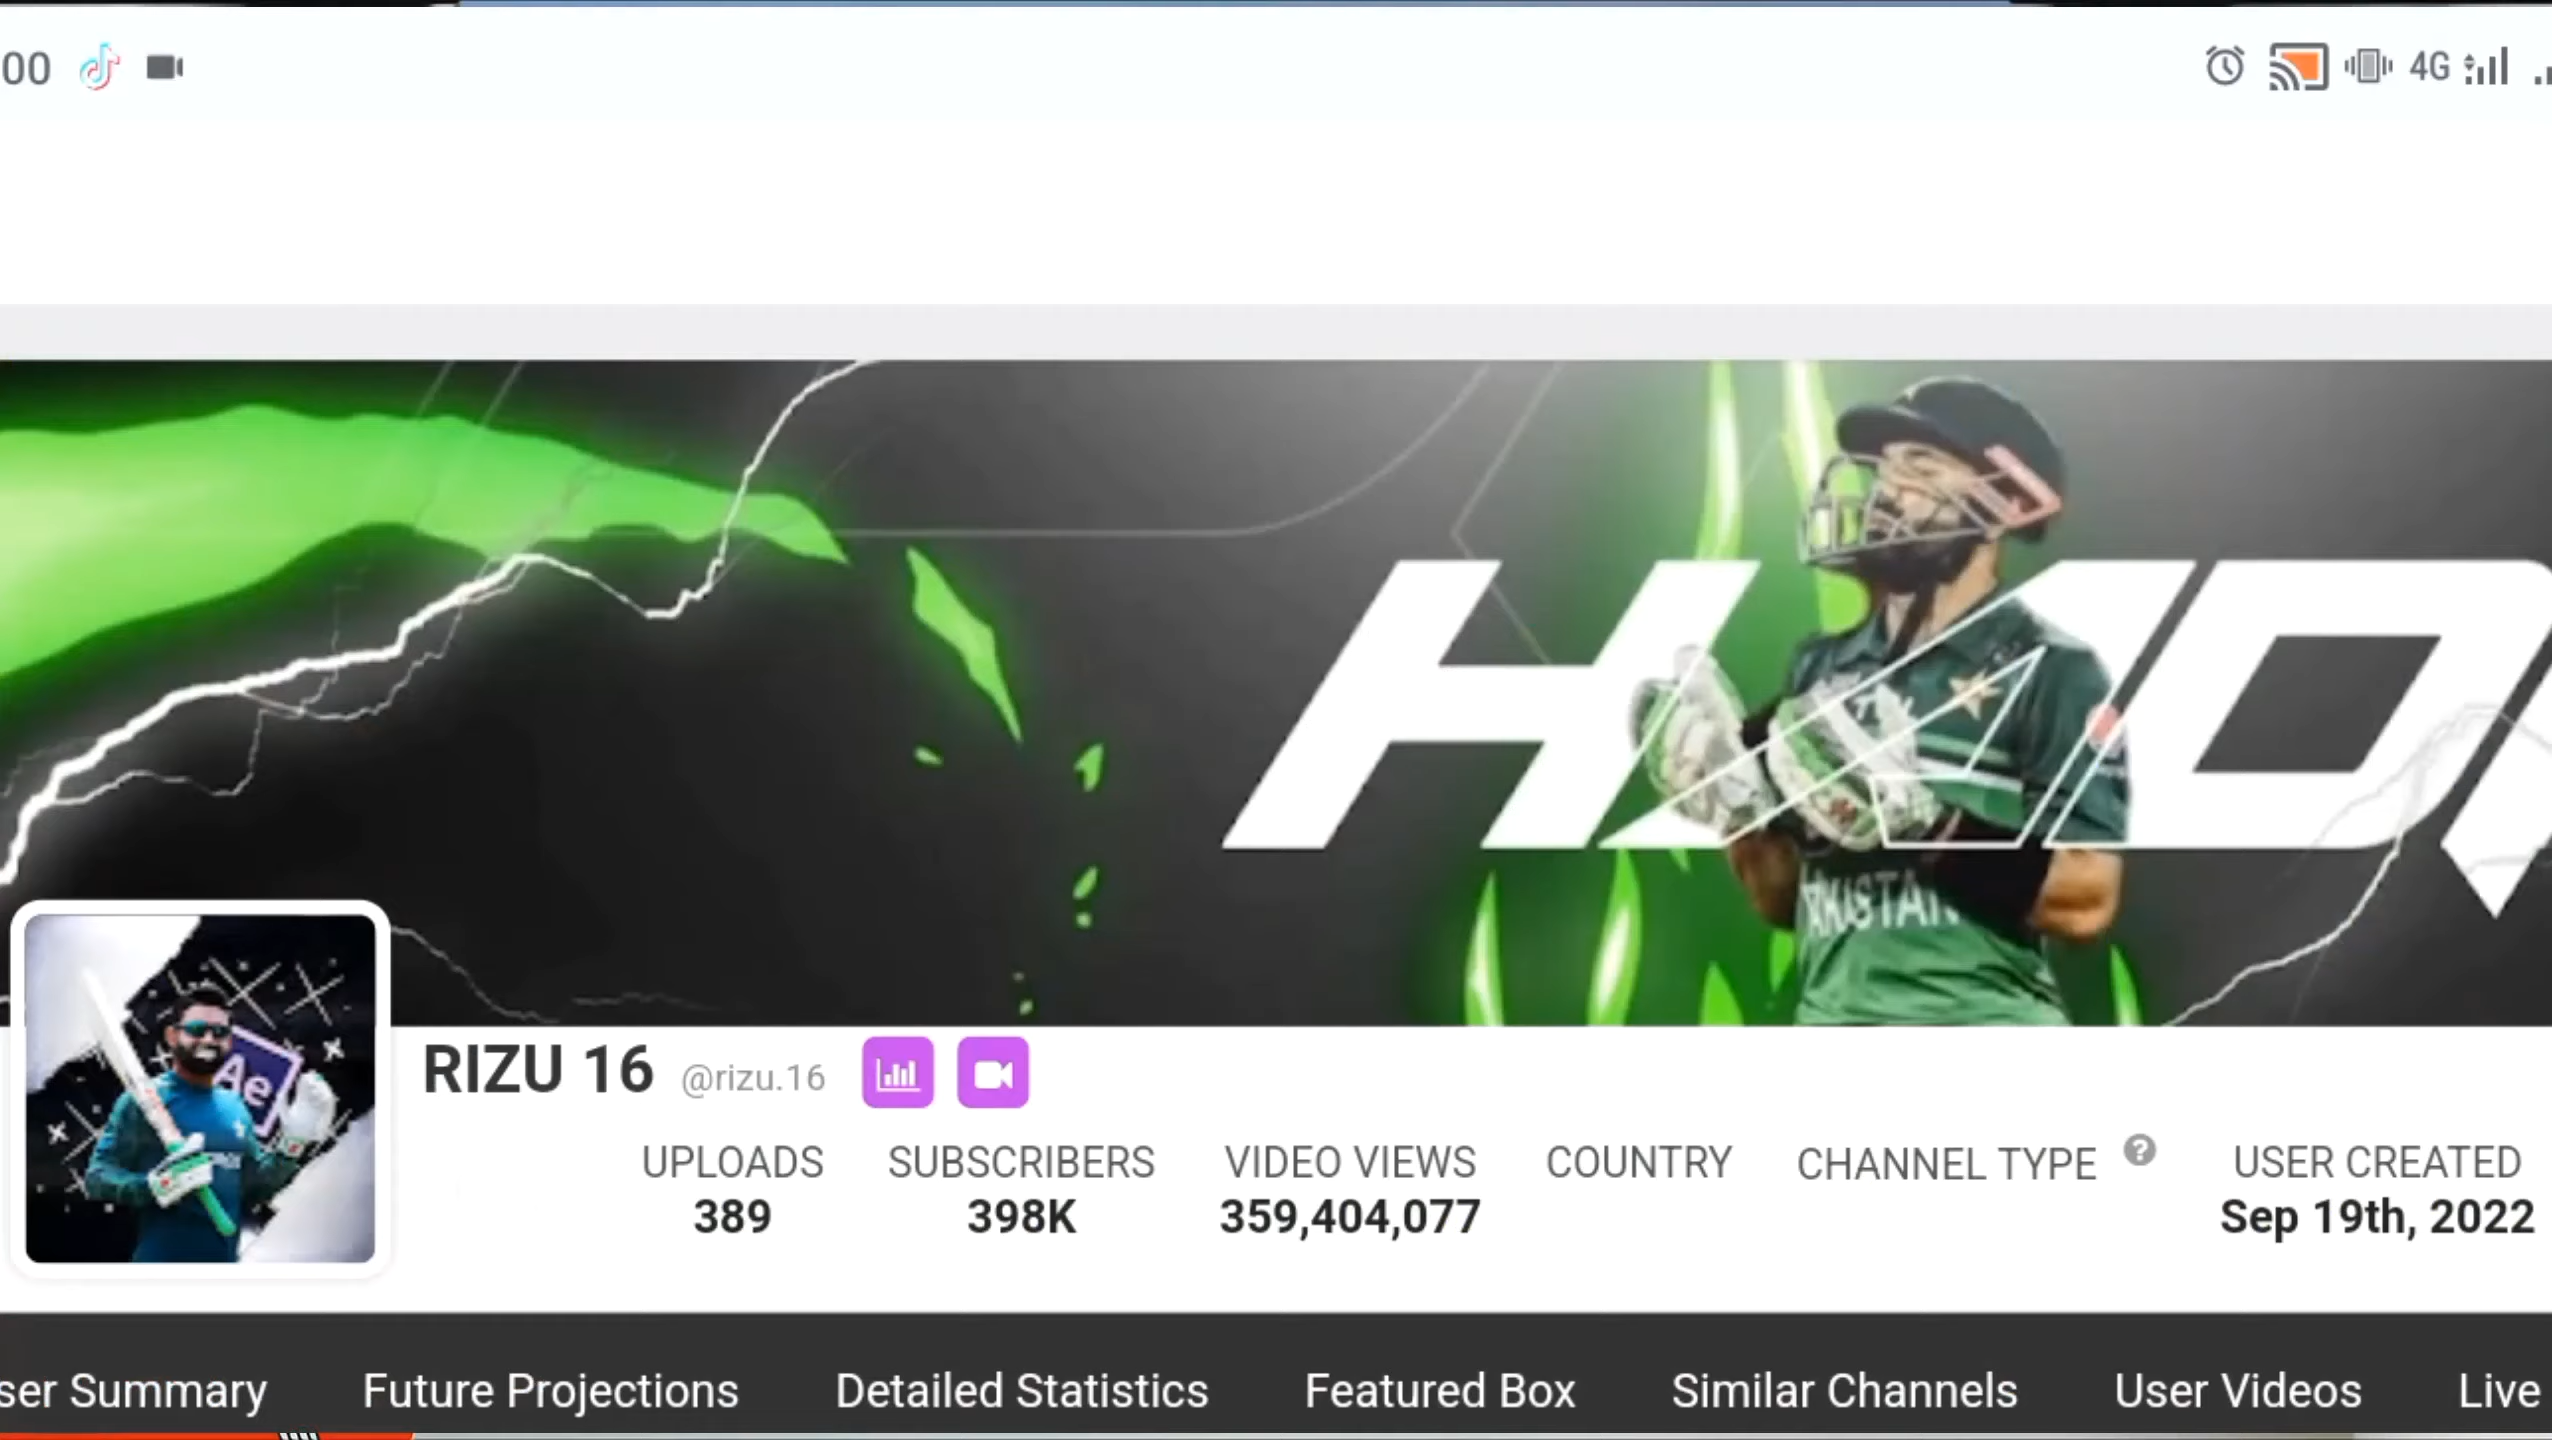 00 4G
RIZU 16 @rizu.16
UPLOADS SUBSCRIBERS VIDEO VIEWS COUNTRY CHANNEL TYPE ? USER CREATED
389 398K 359,404,077 Sep 19th, 2022
ser Summary Future Projections Detailed Statistics Featured Box Similar Channels User Videos Live
Ae